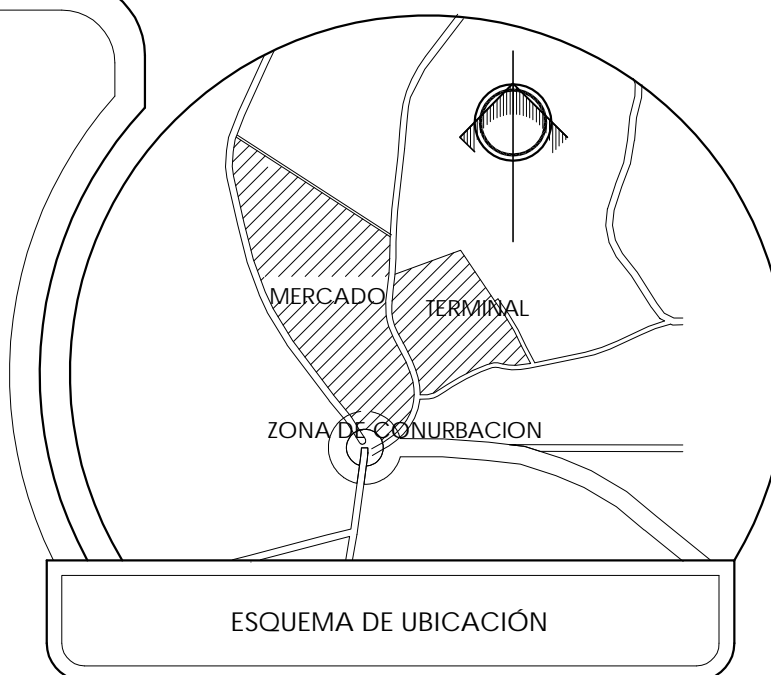 MERCADO
TERMINAL
ZONA DE CONURBACION
ESQUEMA DE UBICACIÓN